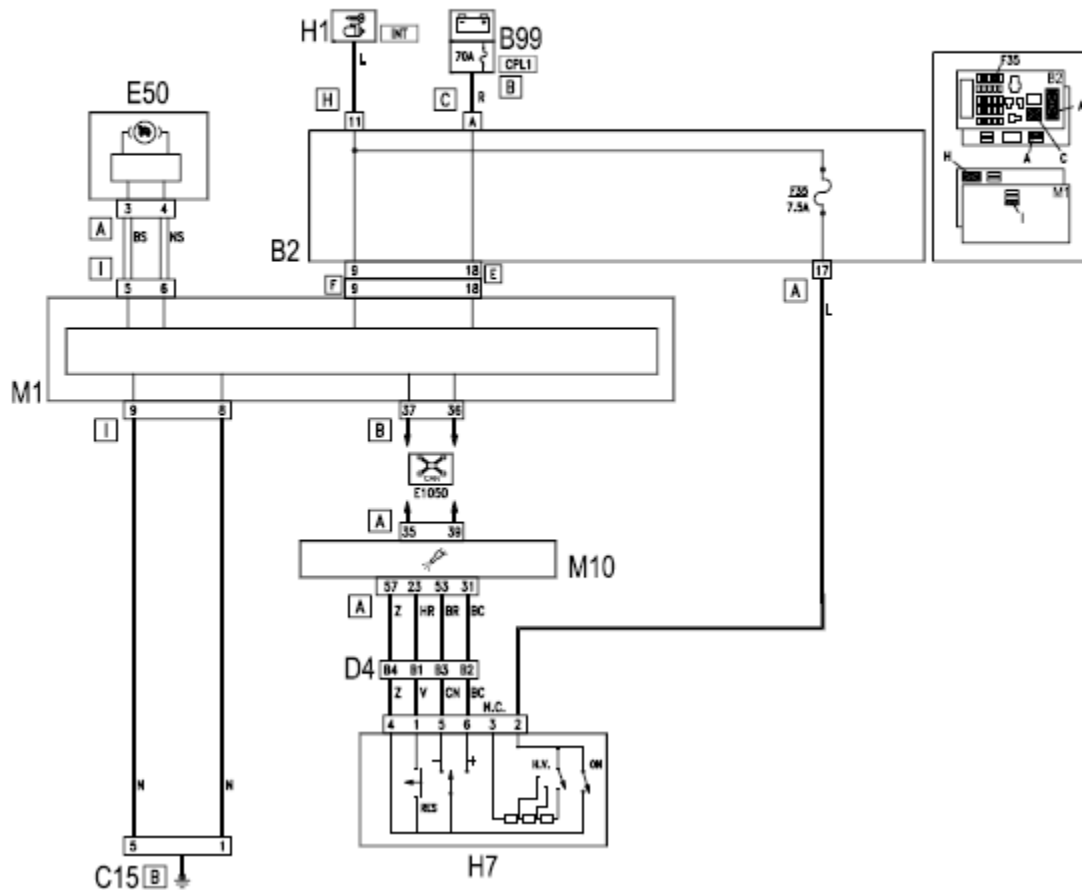 H1
INT
L
H
11
70A
B99
CPL1
B
C
R
A
E50
3 4
A
BS NS
I
5 6
B2
F35
7.5A
9 18
E
F
9 18
17
A
L
F35
B2
A
A
C
H
M1
I
M1
9 8
I
37 36
B
CAN
E1050
A
35 39
M10
57 23 53 31
A
Z HR BR BC
D4
B4 B1 B3 B2
Z V CN BC
N.C.
4 1 5 6 3 2
- +
RES
H.V.
ON
H7
N N
5 1
C15 B